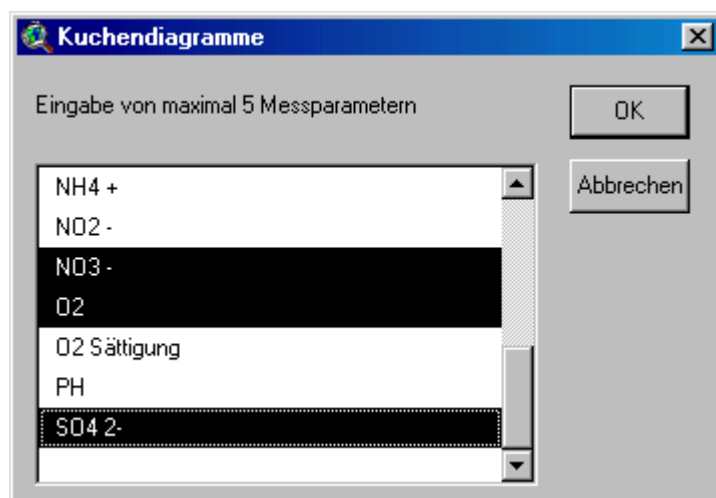 Kuchendiagramme
Eingabe von maximal 5 Messparametern
OK
Abbrechen
NH4 +
NO2 -
NO3 -
O2
O2 Sättigung
PH
SO4 2-